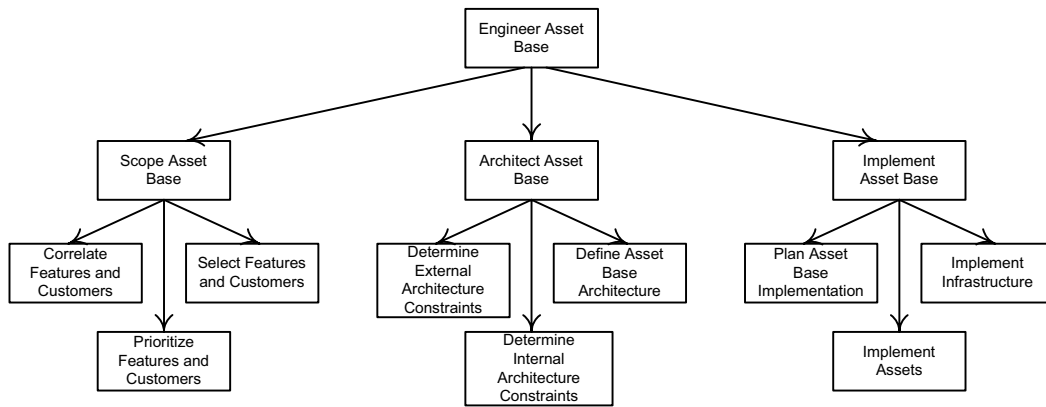 Engineer Asset
Base
Scope Asset
Base
Architect Asset
Base
Implement
Asset Base
Correlate
Features and
Customers
Select Features
and Customers
Determine
External
Architecture
Constraints
Define Asset
Base
Architecture
Plan Asset
Base
Implementation
Implement
Infrastructure
Prioritize
Features and
Customers
Determine
Internal
Architecture
Constraints
Implement
Assets